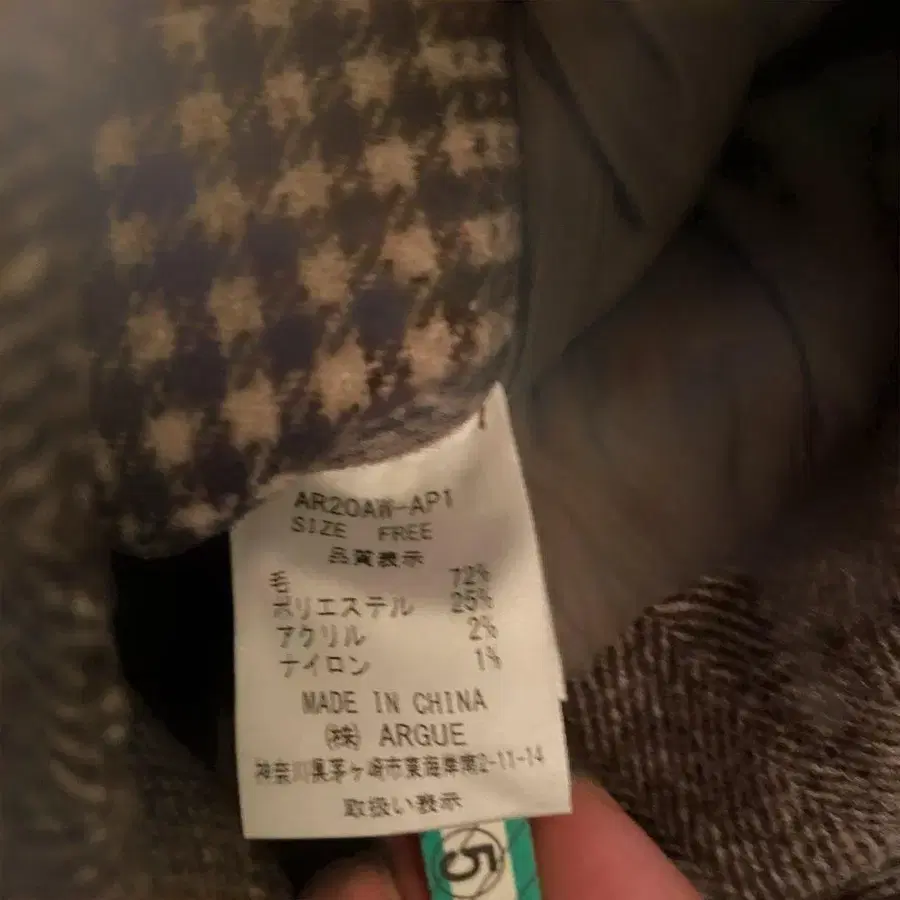 AR20AW-AP1
SIZE FREE
品質表示
毛 72%
ポリエステル 25%
アクリル 2%
ナイロン 1%
MADE IN CHINA
㈱ ARGUE
神奈川県茅ヶ崎市東海岸南2-11-14
取扱い表示
5